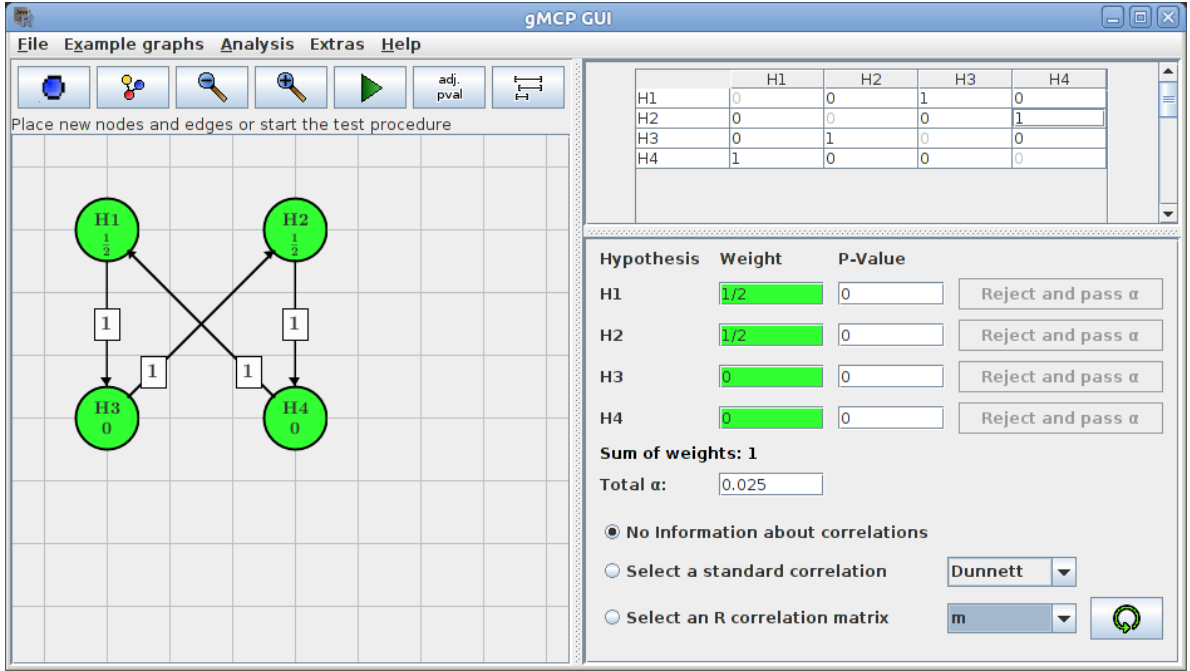 gMCP GUI
File Example graphs Analysis Extras Help
adj.
pval
Place new nodes and edges or start the test procedure
H1 H2
1/2 1/2
1 1
1 1
H3 H4
0 0
H1 H2 H3 H4
H1 0 0 1 0
H2 0 0 0 1
H3 0 1 0 0
H4 1 0 0 0
Hypothesis Weight P-Value
H1 1/2 0 Reject and pass α
H2 1/2 0 Reject and pass α
H3 0 0 Reject and pass α
H4 0 0 Reject and pass α
Sum of weights: 1
Total α: 0.025
No Information about correlations
Select a standard correlation Dunnett
Select an R correlation matrix m